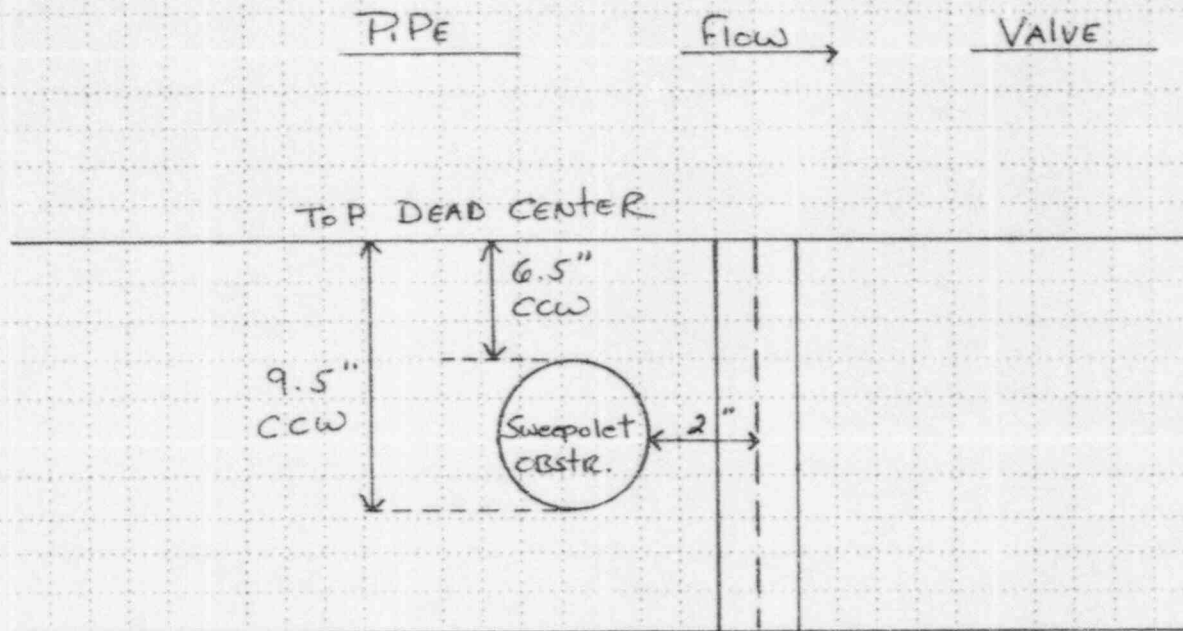 PiPE
Flow
VALVE
TOP DEAD CENTER
6.5"
CCW
9.5"
CCW
Sweepolet
OBSTR.
2"